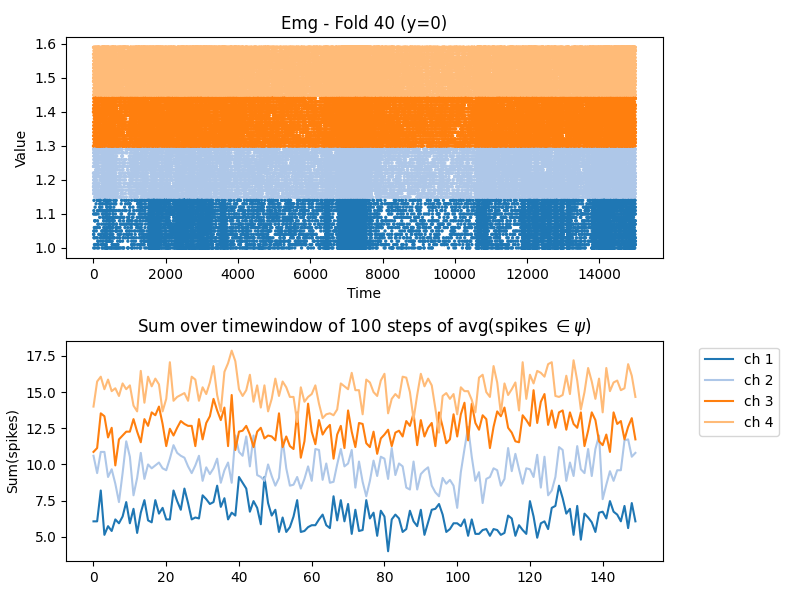 Emg - Fold 40 (y=0)
Value
1.6
1.5
1.4
1.3
1.2
1.1
1.0
0 2000 4000 6000 8000 10000 12000 14000
Time
Sum over timewindow of 100 steps of avg(spikes ∈ ψ)
Sum(spikes)
17.5
15.0
12.5
10.0
7.5
5.0
0 20 40 60 80 100 120 140
ch 1
ch 2
ch 3
ch 4